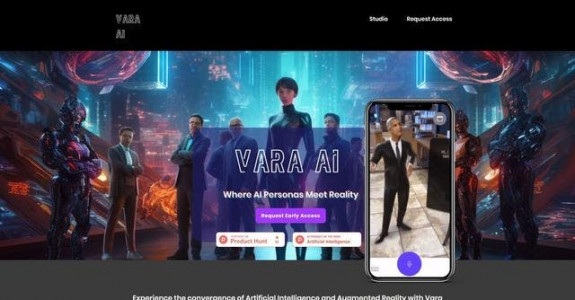 VARA
AI
Studio
Request Access
VARA AI
Where AI Personas Meet Reality
Request Early Access
Product Hunt
Artificial Intelligence
Experience the convergence of Artificial Intelligence and Augmented Reality with Vara